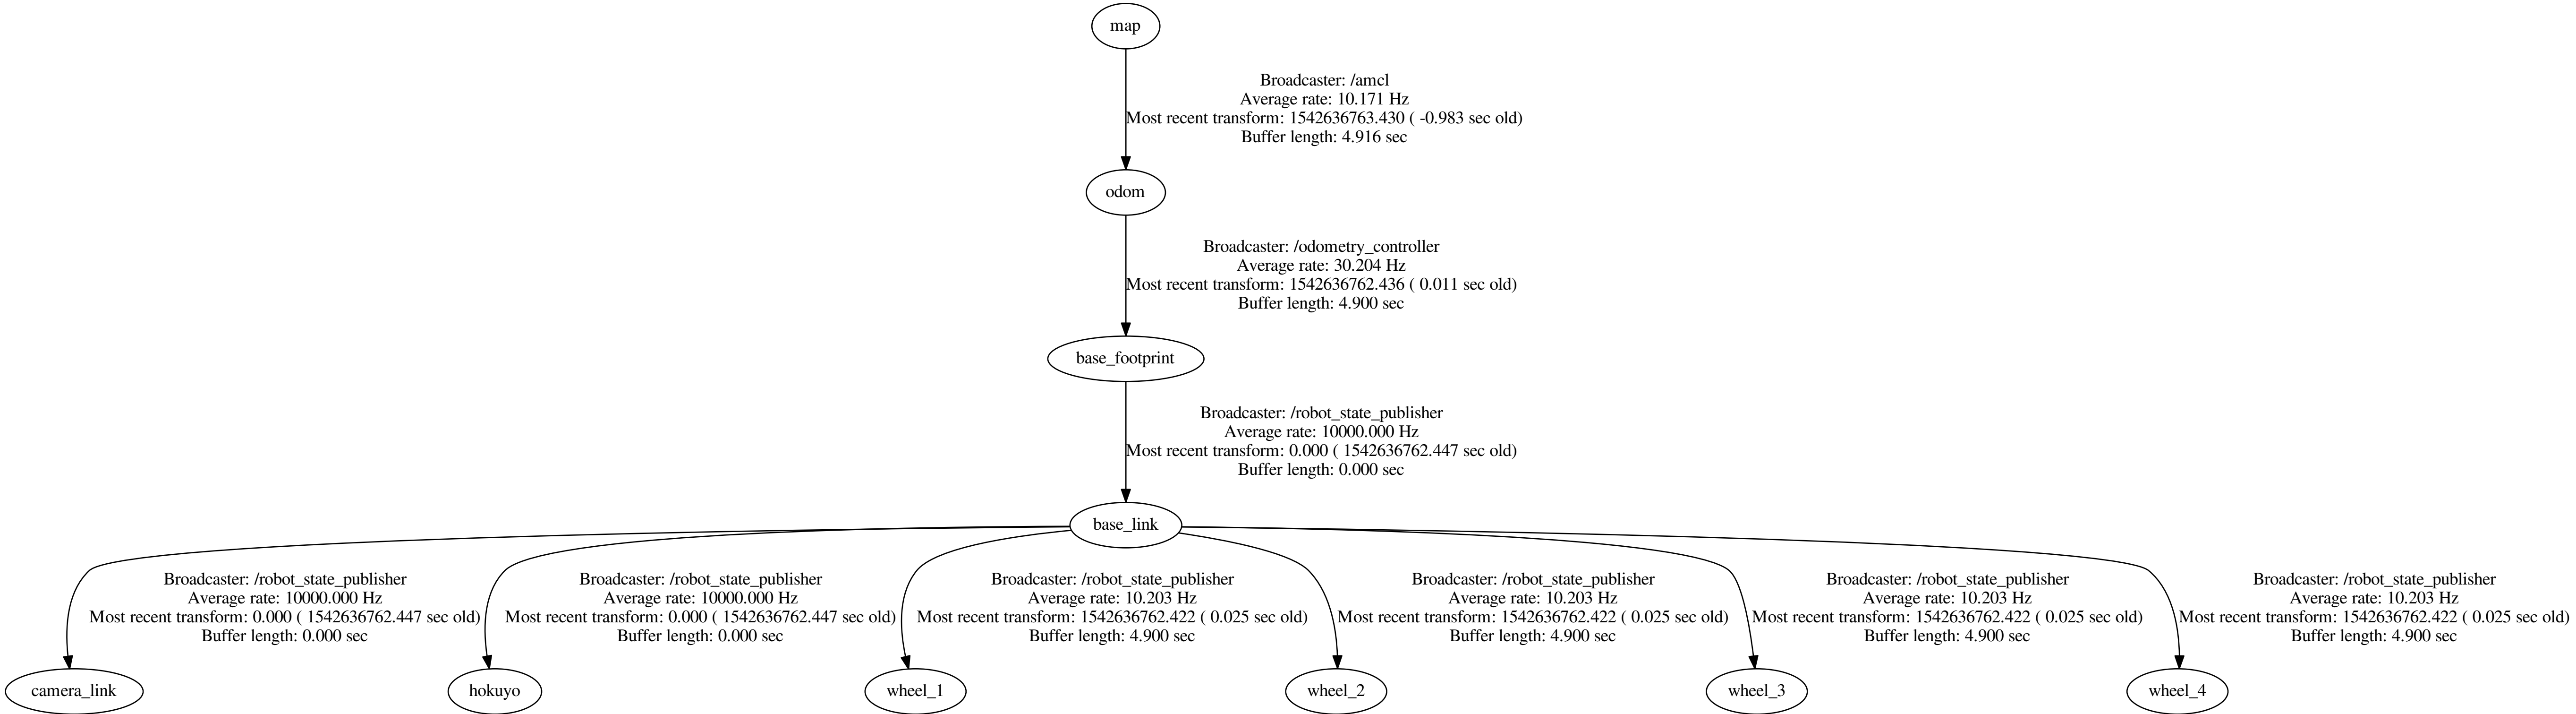 map
Broadcaster: /amcl
Average rate: 10.171 Hz
Most recent transform: 1542636763.430 ( -0.983 sec old)
Buffer length: 4.916 sec
odom
Broadcaster: /odometry_controller
Average rate: 30.204 Hz
Most recent transform: 1542636762.436 ( 0.011 sec old)
Buffer length: 4.900 sec
base_footprint
Broadcaster: /robot_state_publisher
Average rate: 10000.000 Hz
Most recent transform: 0.000 ( 1542636762.447 sec old)
Buffer length: 0.000 sec
base_link
Broadcaster: /robot_state_publisher
Average rate: 10000.000 Hz
Most recent transform: 0.000 ( 1542636762.447 sec old)
Buffer length: 0.000 sec
Broadcaster: /robot_state_publisher
Average rate: 10000.000 Hz
Most recent transform: 0.000 ( 1542636762.447 sec old)
Buffer length: 0.000 sec
Broadcaster: /robot_state_publisher
Average rate: 10.203 Hz
Most recent transform: 1542636762.422 ( 0.025 sec old)
Buffer length: 4.900 sec
Broadcaster: /robot_state_publisher
Average rate: 10.203 Hz
Most recent transform: 1542636762.422 ( 0.025 sec old)
Buffer length: 4.900 sec
Broadcaster: /robot_state_publisher
Average rate: 10.203 Hz
Most recent transform: 1542636762.422 ( 0.025 sec old)
Buffer length: 4.900 sec
Broadcaster: /robot_state_publisher
Average rate: 10.203 Hz
Most recent transform: 1542636762.422 ( 0.025 sec old)
Buffer length: 4.900 sec
camera_link
hokuyo
wheel_1
wheel_2
wheel_3
wheel_4